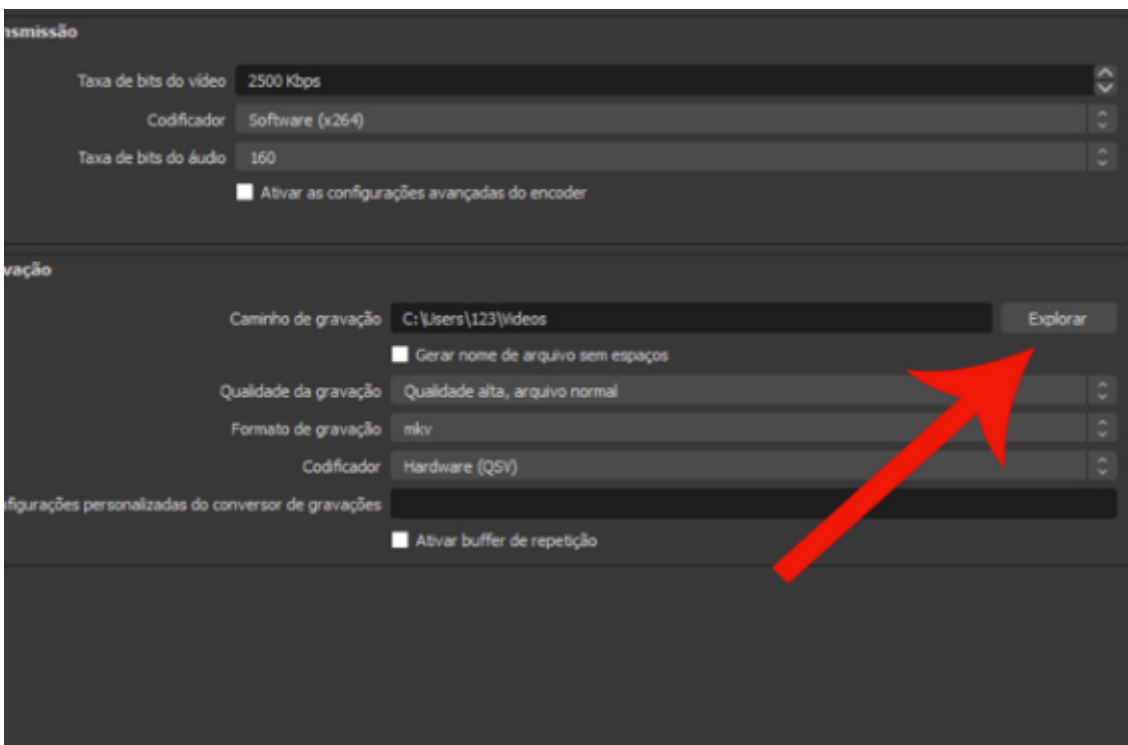 nsmissão
Taxa de bits do vídeo 2500 Kbps
Codificador Software (x264)
Taxa de bits do áudio 160
Ativar as configurações avançadas do encoder
vação
Caminho de gravação C:\Users\123\Videos Explorar
Gerar nome de arquivo sem espaços
Qualidade da gravação Qualidade alta, arquivo normal
Formato de gravação mkv
Codificador Hardware (QSV)
nfigurações personalizadas do conversor de gravações
Ativar buffer de repetição